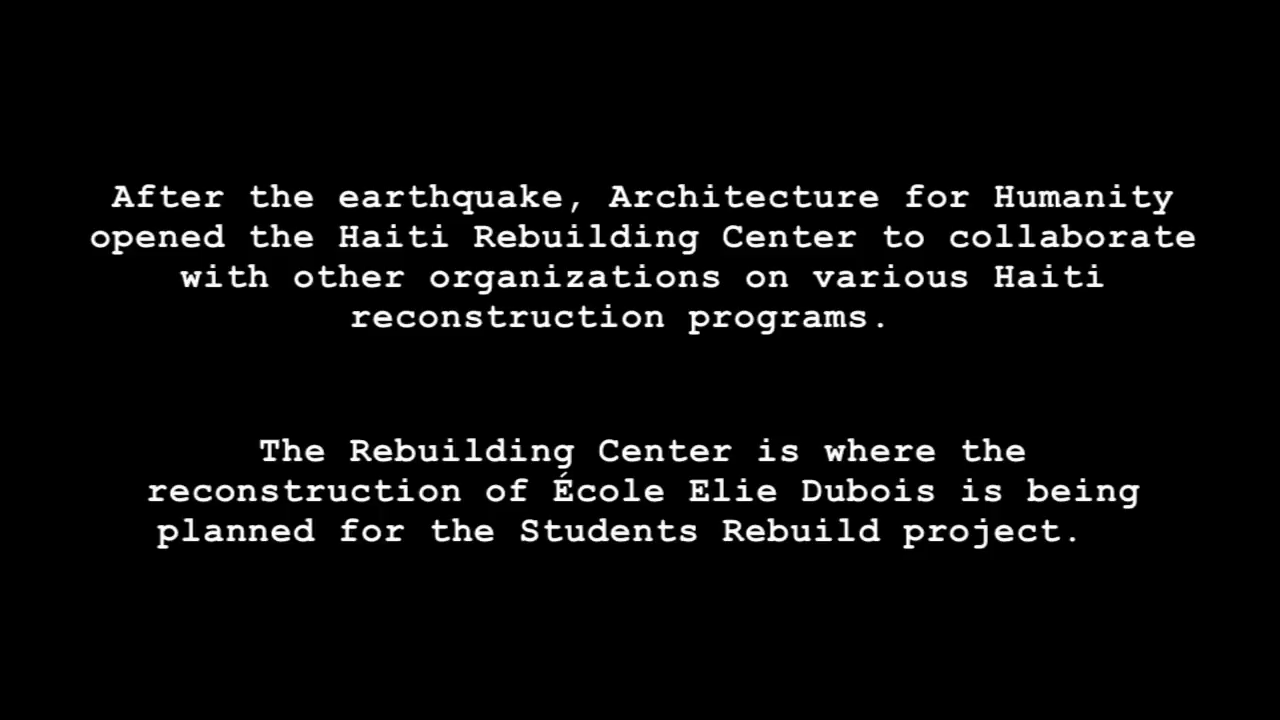 After the earthquake, Architecture for Humanity
opened the Haiti Rebuilding Center to collaborate
with other organizations on various Haiti
reconstruction programs.
The Rebuilding Center is where the
reconstruction of École Elie Dubois is being
planned for the Students Rebuild project.